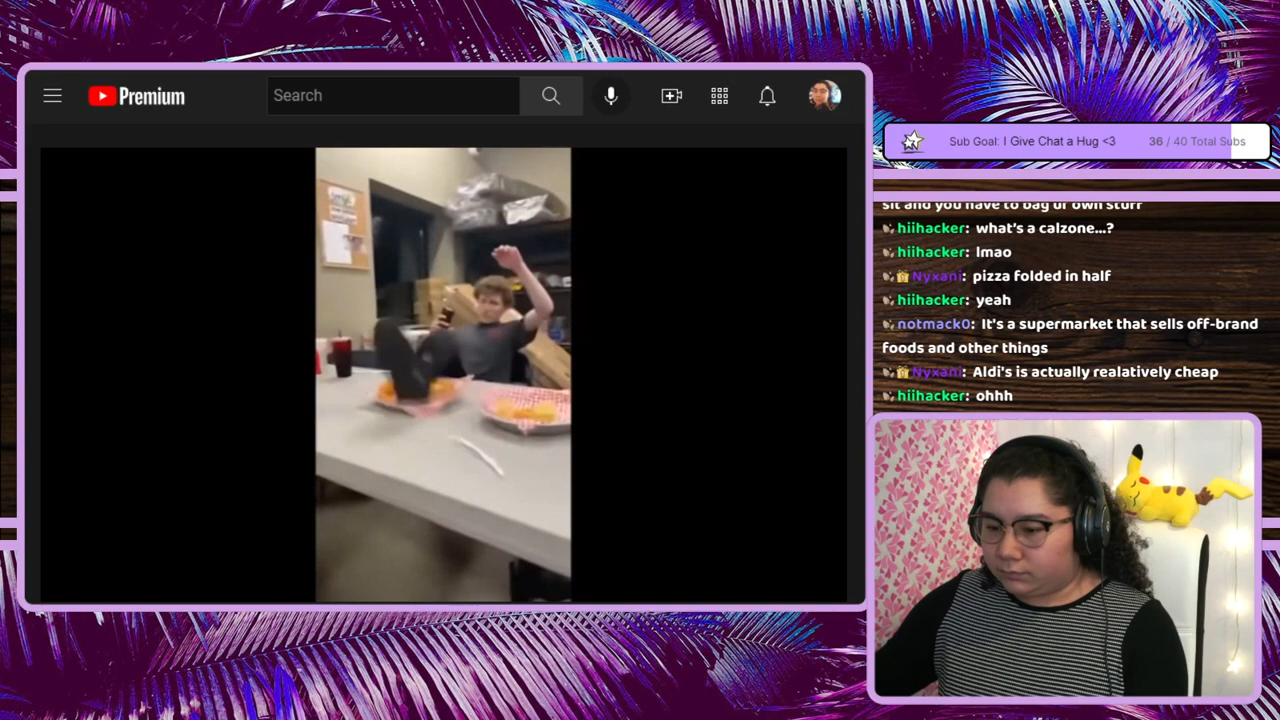 Premium
Search
Sub Goal: I Give Chat a Hug <3
36 / 40 Total Subs
sit and you have to bag ur own stuff
hiihacker: what's a calzone...?
hiihacker: lmao
Nyxani: pizza folded in half
hiihacker: yeah
notmack0: It's a supermarket that sells off-brand
foods and other things
Nyxani: Aldi's is actually realatively cheap
hiihacker: ohhh